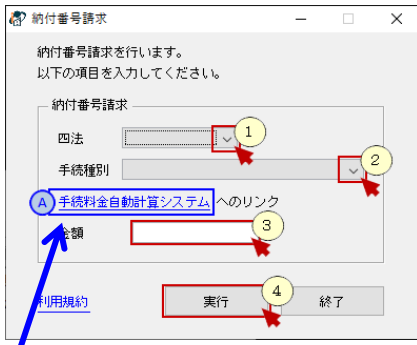 納付番号請求
納付番号請求を行います。
以下の項目を入力してください。
納付番号請求
四法
1
手続種別
2
A 手続料金自動計算システム へのリンク
金額
3
利用規約
実行
4
終了